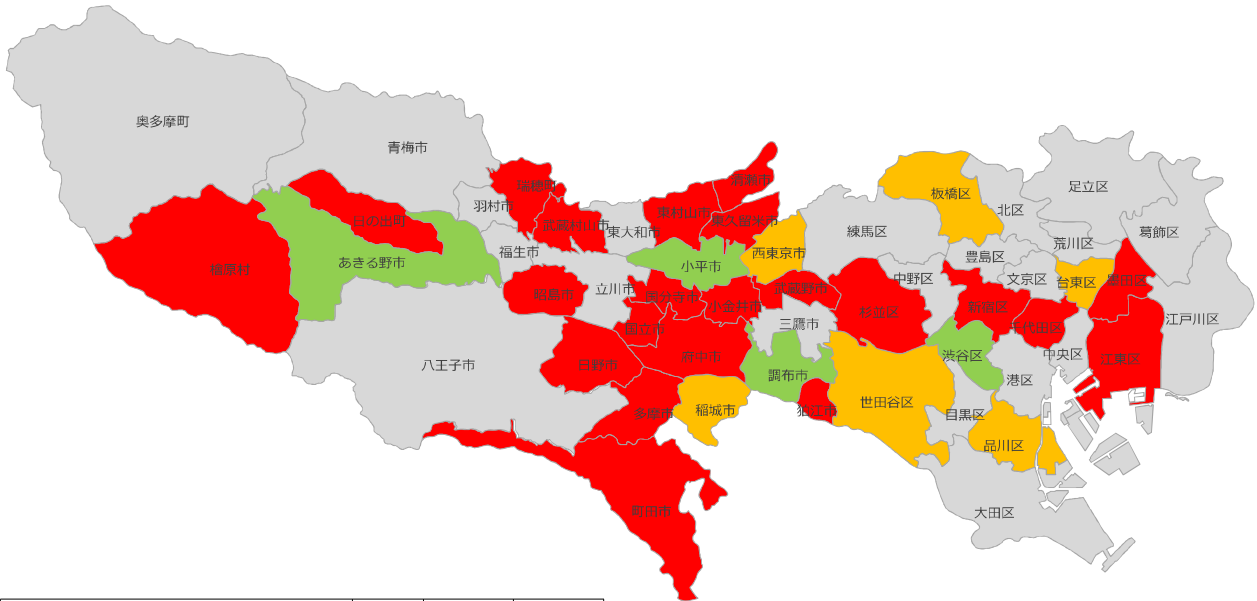 奥多摩町
青梅市
瑞穂町
清瀬市
板橋区
足立区
羽村市
東村山市
北区
日の出町
武蔵村山市
東久留米市
東大和市
練馬区
葛飾区
荒川区
福生市
西東京市
豊島区
檜原村
あきる野市
小平市
中野区
文京区
台東区
墨田区
昭島市
立川市
国分寺市
武蔵野市
小金井市
杉並区
新宿区
江戸川区
国立市
三鷹市
千代田区
八王子市
日野市
府中市
渋谷区
中央区
江東区
調布市
港区
多摩市
稲城市
狛江市
世田谷区
目黒区
品川区
町田市
大田区